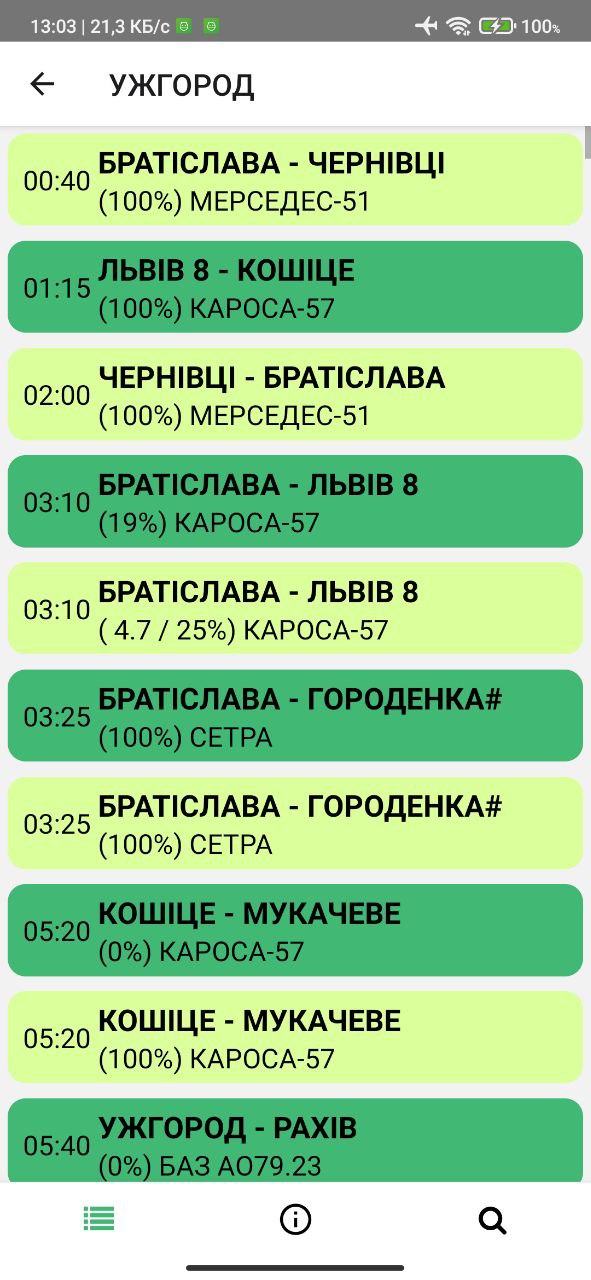 13:03 | 21,3 КБ/с 100%
УЖГОРОД
00:40 БРАТІСЛАВА - ЧЕРНІВЦІ
(100%) МЕРСЕДЕС-51
01:15 ЛЬВІВ 8 - КОШІЦЕ
(100%) КАРОСА-57
02:00 ЧЕРНІВЦІ - БРАТІСЛАВА
(100%) МЕРСЕДЕС-51
03:10 БРАТІСЛАВА - ЛЬВІВ 8
(19%) КАРОСА-57
03:10 БРАТІСЛАВА - ЛЬВІВ 8
( 4.7 / 25%) КАРОСА-57
03:25 БРАТІСЛАВА - ГОРОДЕНКА#
(100%) СЕТРА
03:25 БРАТІСЛАВА - ГОРОДЕНКА#
(100%) СЕТРА
05:20 КОШІЦЕ - МУКАЧЕВЕ
(0%) КАРОСА-57
05:20 КОШІЦЕ - МУКАЧЕВЕ
(100%) КАРОСА-57
05:40 УЖГОРОД - РАХІВ
(0%) БАЗ АО79.23